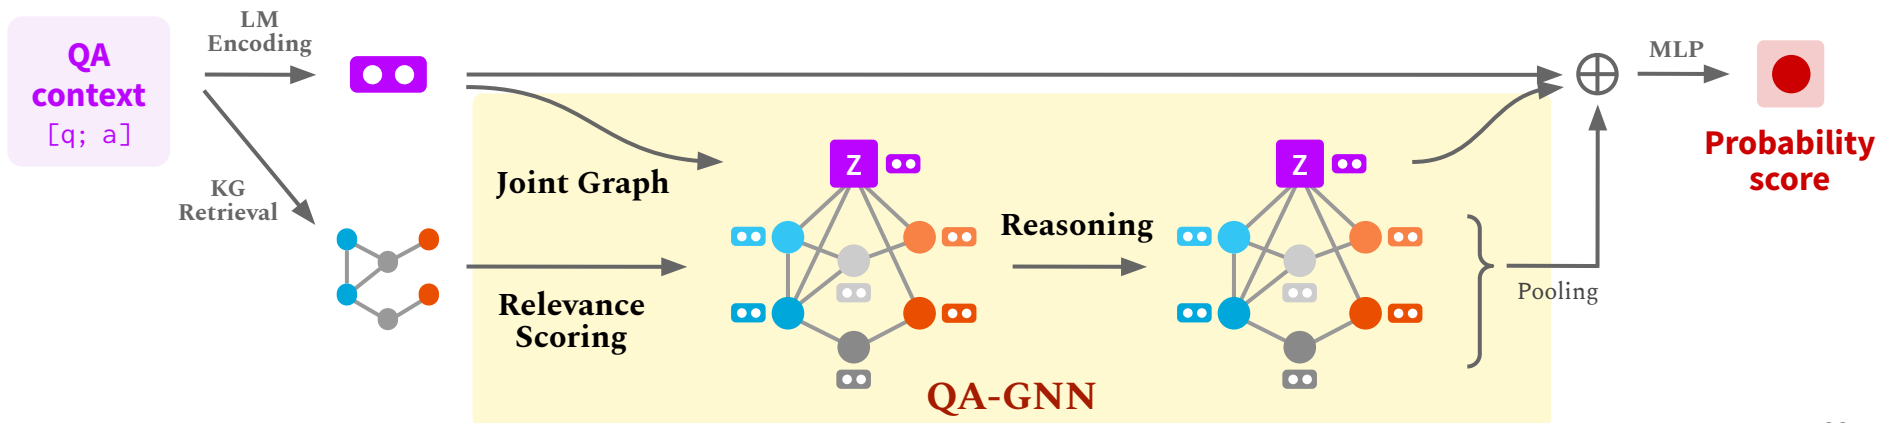 QA
context
[q; a]
LM
Encoding
KG
Retrieval
Joint Graph
Relevance
Scoring
Z
Reasoning
Z
QA-GNN
Pooling
MLP
Probability
score